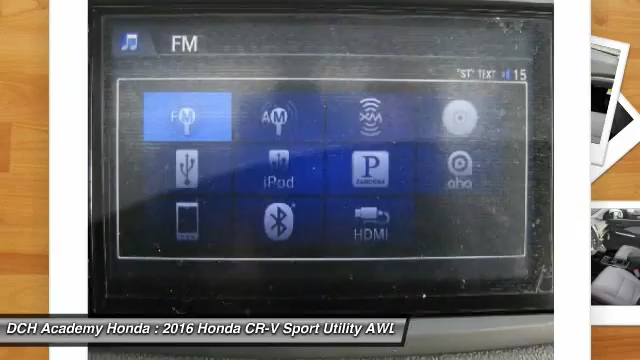 FM
"ST" TEXT 15
FM AM XM
iPod P PANDORA aha
HDMI
DCH Academy Honda : 2016 Honda CR-V Sport Utility AWD